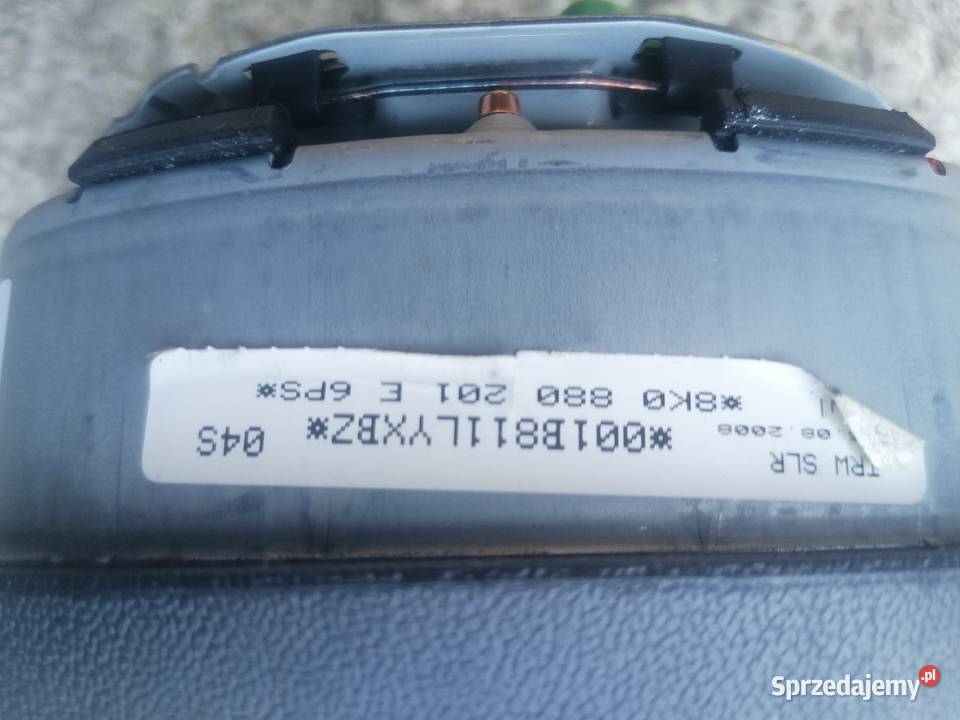 TRW SLR
08.2008
*001B811LYXBZ*
04S
*8K0 880 201 E 6PS*
Sprzedajemy.pl